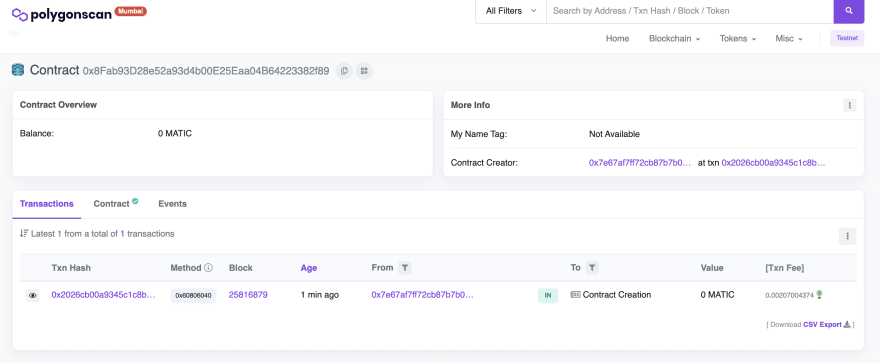 polygonscan Mumbai
All Filters Search by Address / Txn Hash / Block / Token
Home Blockchain Tokens Misc Testnet
Contract 0x8Fab93D28e52a93d4b00E25Eaa04B64223382f89
Contract Overview
Balance: 0 MATIC
More Info
My Name Tag: Not Available
Contract Creator: 0x7e67af7ff72cb87b7b0... at txn 0x2026cb00a9345c1c8b...
Transactions Contract Events
Latest 1 from a total of 1 transactions
Txn Hash Method Block Age From To Value [Txn Fee]
0x2026cb00a9345c1c8b... 0x60806040 25816879 1 min ago 0x7e67af7ff72cb87b7b0... IN Contract Creation 0 MATIC 0.00207004374
[ Download CSV Export ]